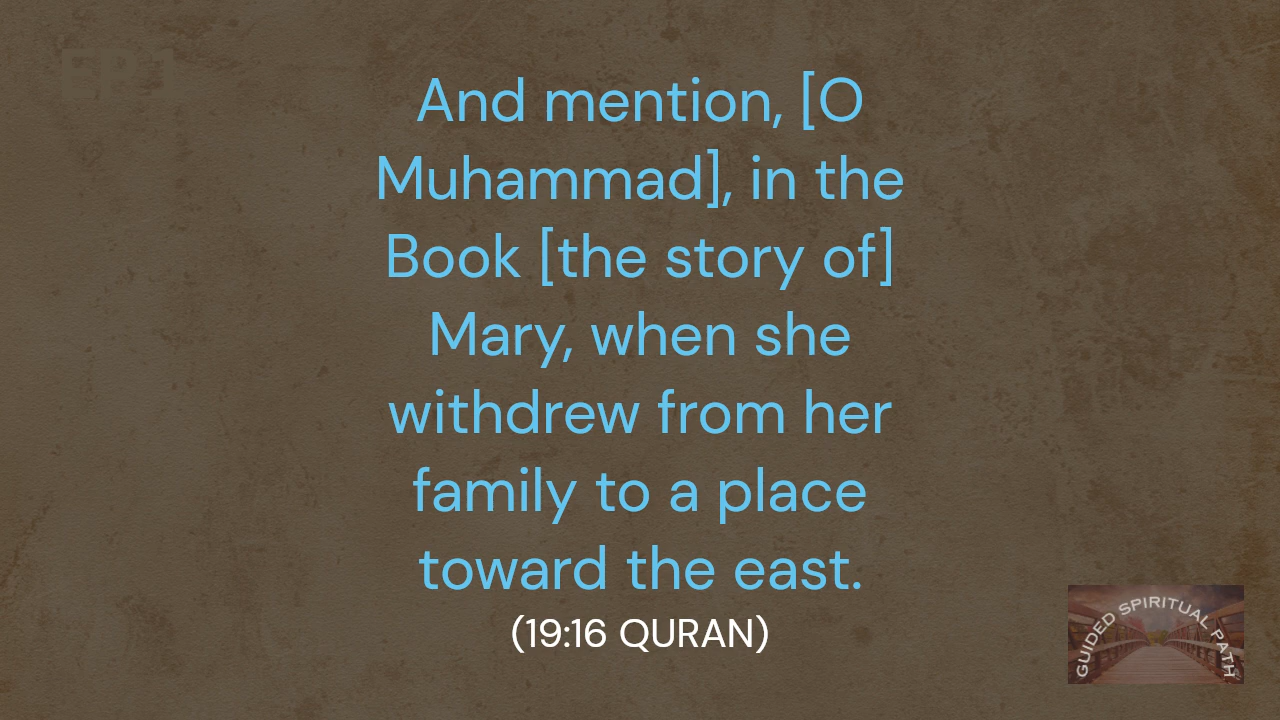 And mention, [O
Muhammad], in the
Book [the story of]
Mary, when she
withdrew from her
family to a place
toward the east.
(19:16 QURAN)
GUIDED SPIRITUAL PATH